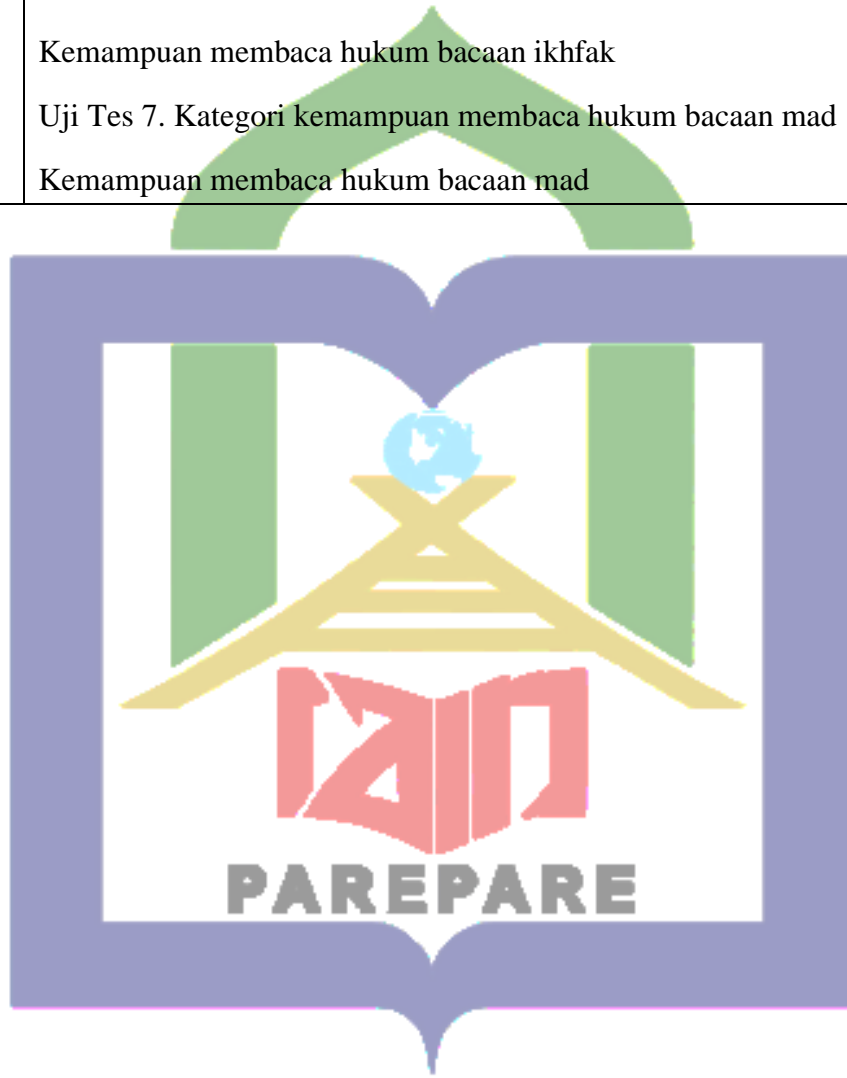 Kemampuan membaca hukum bacaan ikhfak
Uji Tes 7. Kategori kemampuan membaca hukum bacaan mad
Kemampuan membaca hukum bacaan mad
iain
PAREPARE